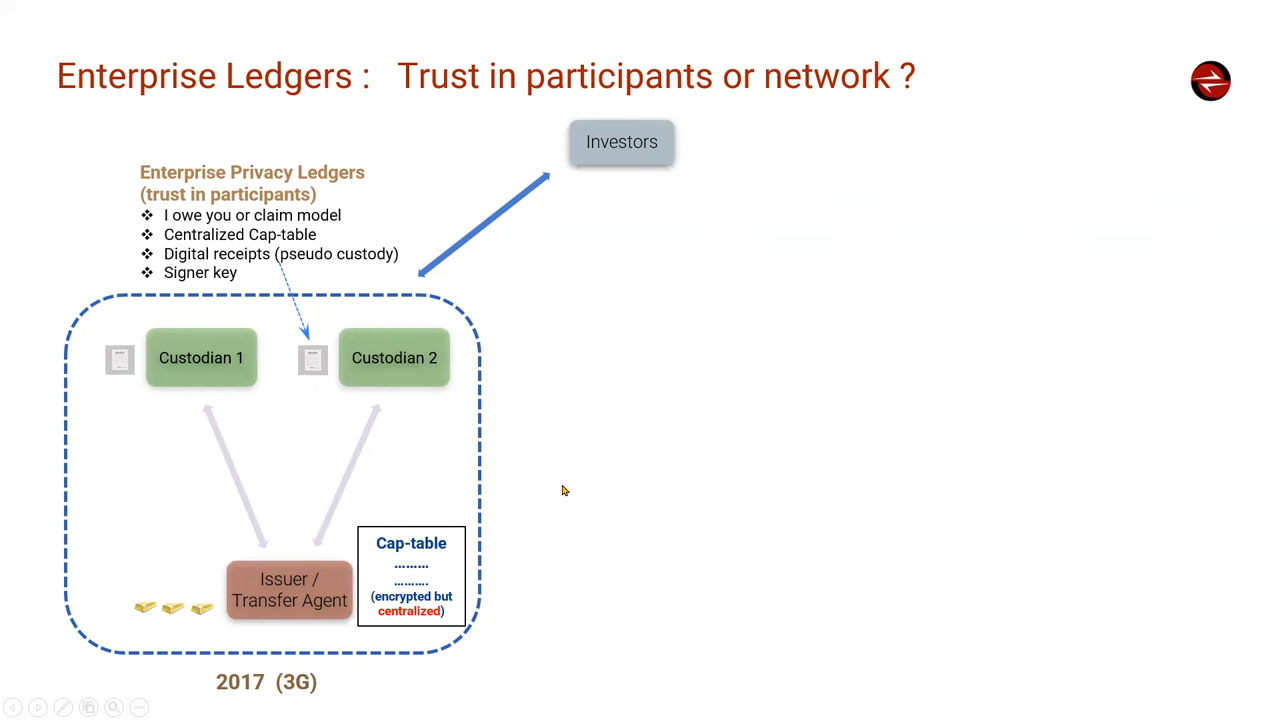 Enterprise Ledgers : Trust in participants or network ?
Investors
Enterprise Privacy Ledgers
(trust in participants)
❖ I owe you or claim model
❖ Centralized Cap-table
❖ Digital receipts (pseudo custody)
❖ Signer key
Custodian 1
Custodian 2
Issuer /
Transfer Agent
Cap-table
.........
..........
(encrypted but
centralized)
2017 (3G)